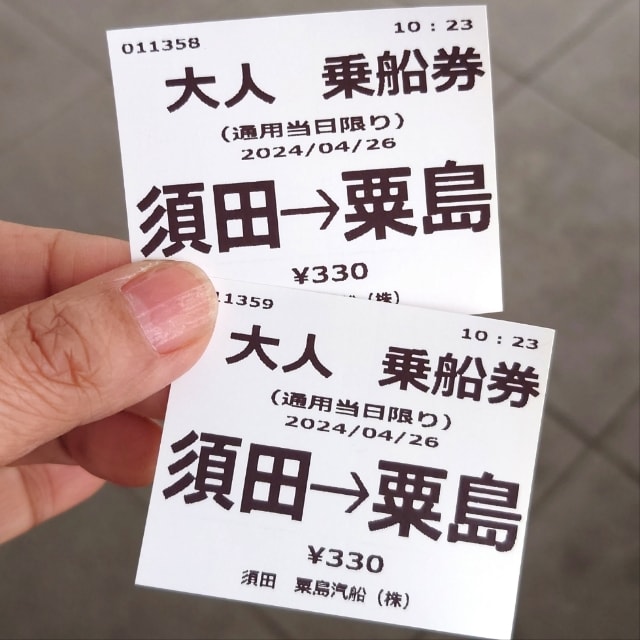 011358 10:23
大人 乗船券
(通用当日限り)
2024/04/26
須田→粟島
¥330
(株)
11359 10:23
大人 乗船券
(通用当日限り)
2024/04/26
須田→粟島
¥330
須田 粟島汽船(株)